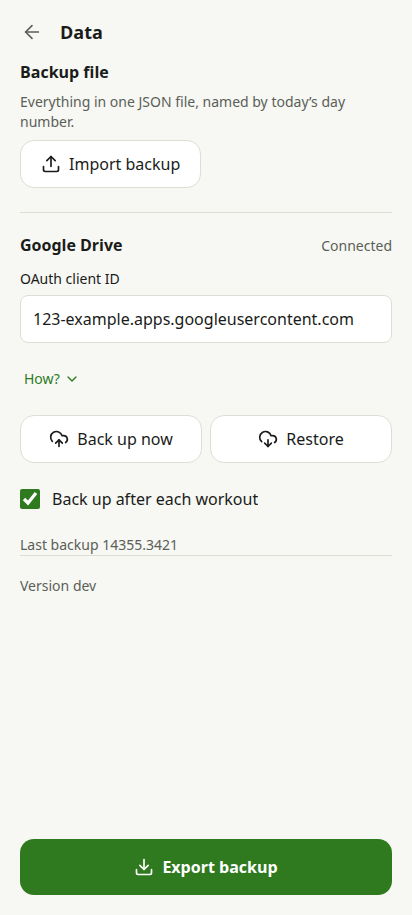 Data
Backup file
Everything in one JSON file, named by today’s day
number.
Import backup
Google Drive
Connected
OAuth client ID
123-example.apps.googleusercontent.com
How?
Back up now
Restore
Back up after each workout
Last backup 14355.3421
Version dev
Export backup